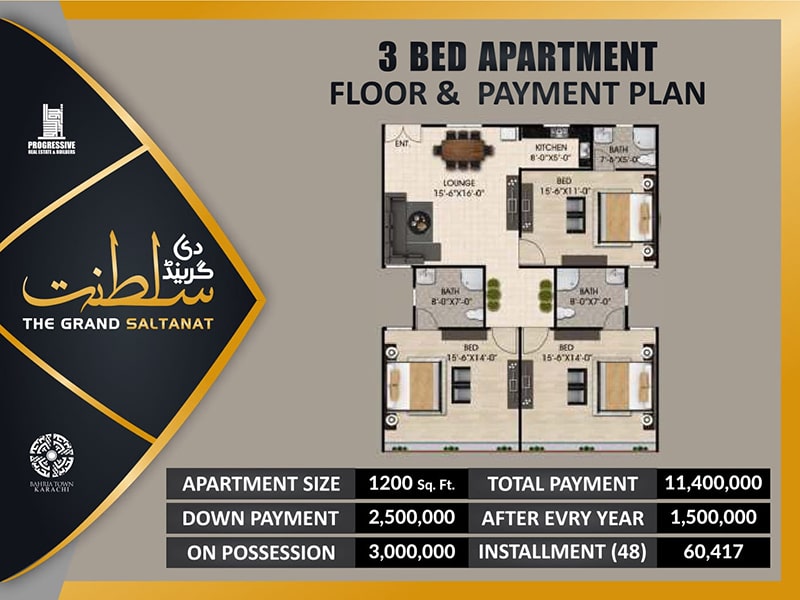 3 BED APARTMENT
FLOOR & PAYMENT PLAN
PROGRESSIVE
REAL ESTATE & BUILDERS
دی
گرینڈ
سلطنت
THE GRAND SALTANAT
BAHRIA TOWN
KARACHI
ENT.
KITCHEN
8'-0"X5'-0"
BATH
7'-6"X5'-0"
LOUNGE
15'-6"X16'-0"
BED
15'-6"X11'-0"
BATH
8'-0"X7'-0"
BATH
8'-0"X7'-0"
BED
15'-6"X14'-0"
BED
15'-6"X14'-0"
APARTMENT SIZE 1200 Sq. Ft. TOTAL PAYMENT 11,400,000
DOWN PAYMENT 2,500,000 AFTER EVRY YEAR 1,500,000
ON POSSESSION 3,000,000 INSTALLMENT (48) 60,417